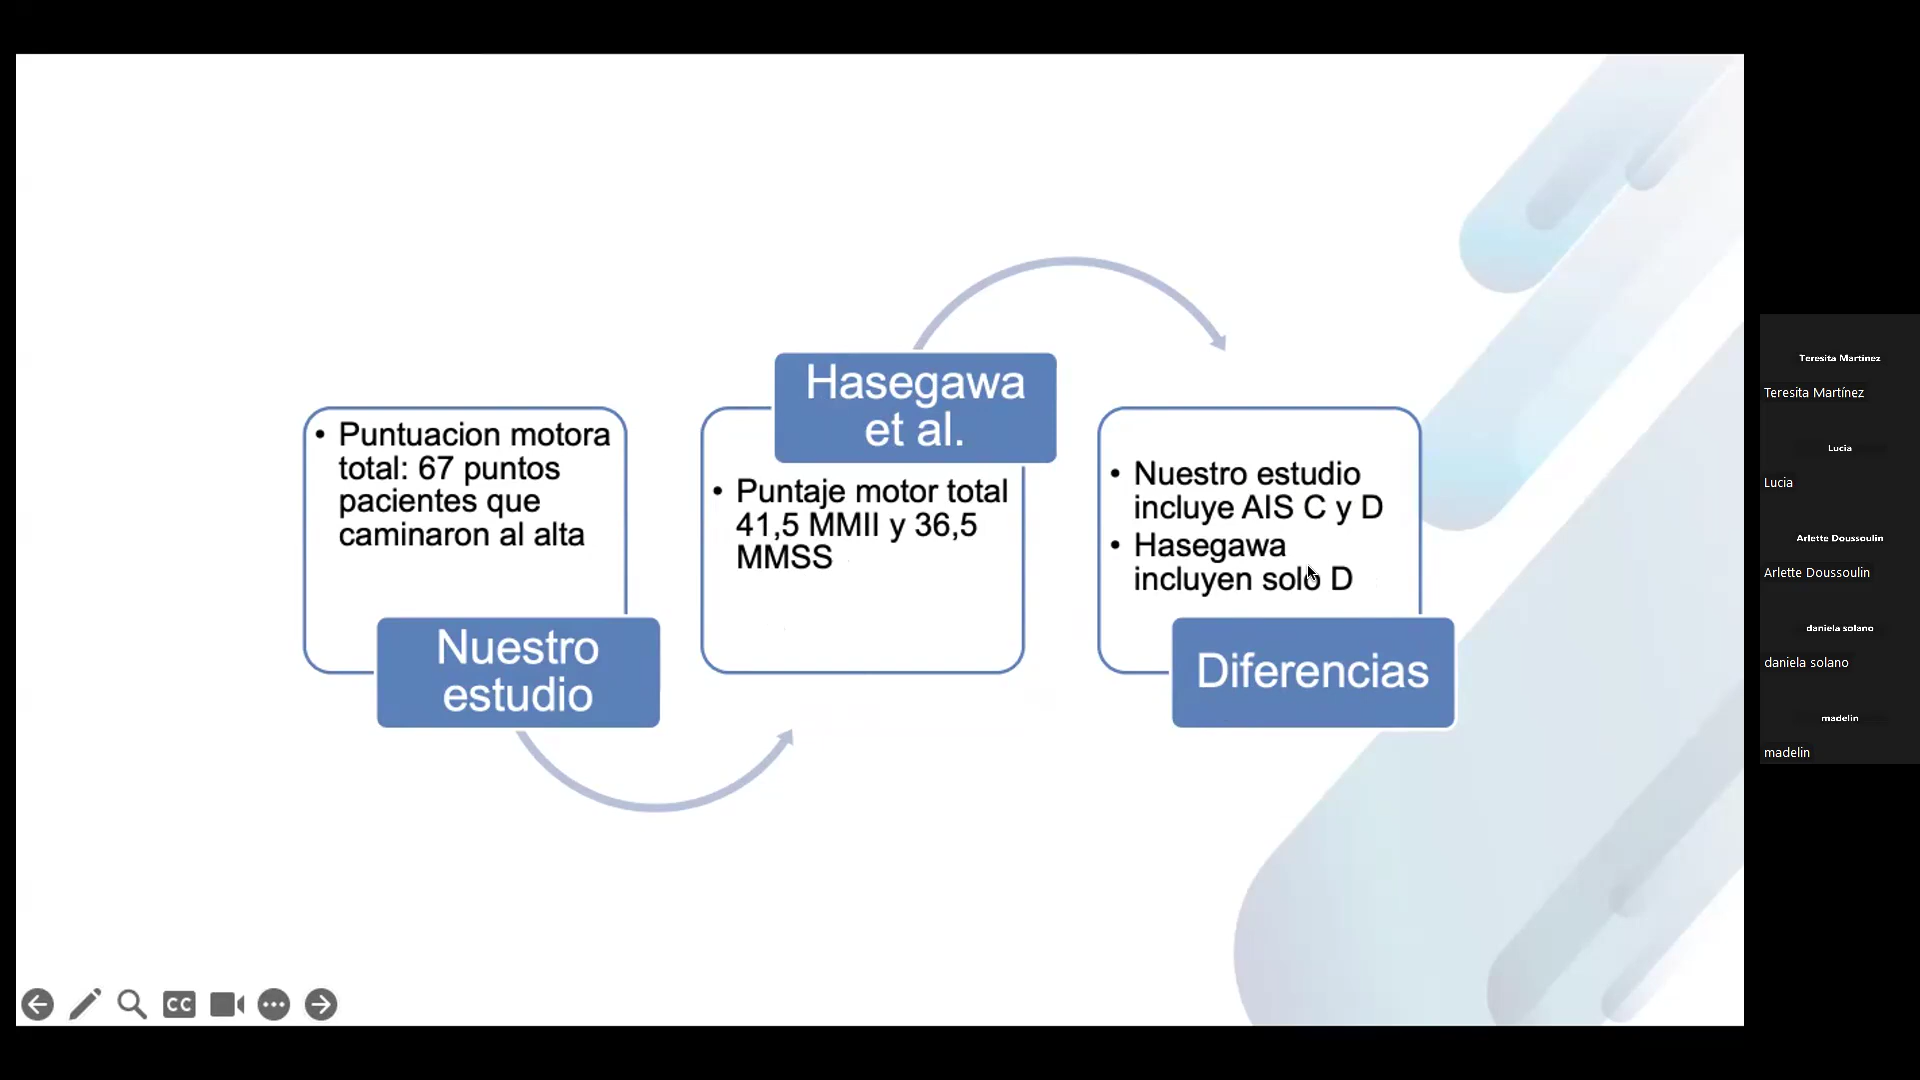 • Puntuacion motora
total: 67 puntos
pacientes que
caminaron al alta
Nuestro
estudio
Hasegawa
et al.
• Puntaje motor total
41,5 MMII y 36,5
MMSS
• Nuestro estudio
incluye AIS C y D
• Hasegawa
incluyen solo D
Diferencias
CC
Teresita Martinez
Teresita Martínez
Lucia
Lucia
Arlette Doussoulin
Arlette Doussoulin
daniela solano
daniela solano
madelin
madelin